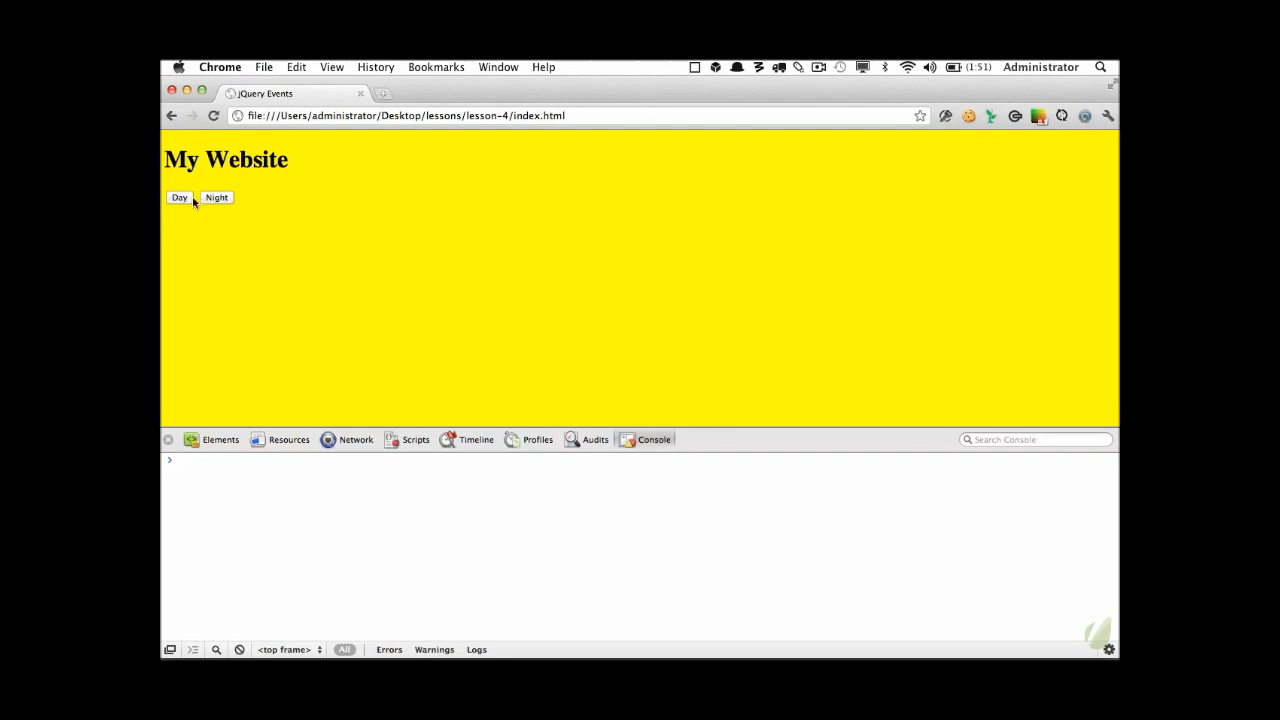 Chrome File Edit View History Bookmarks Window Help (1:51) Administrator
jQuery Events
file:///Users/administrator/Desktop/lessons/lesson-4/index.html
My Website
Day Night
Elements Resources Network Scripts Timeline Profiles Audits Console Search Console
>
<top frame> All Errors Warnings Logs